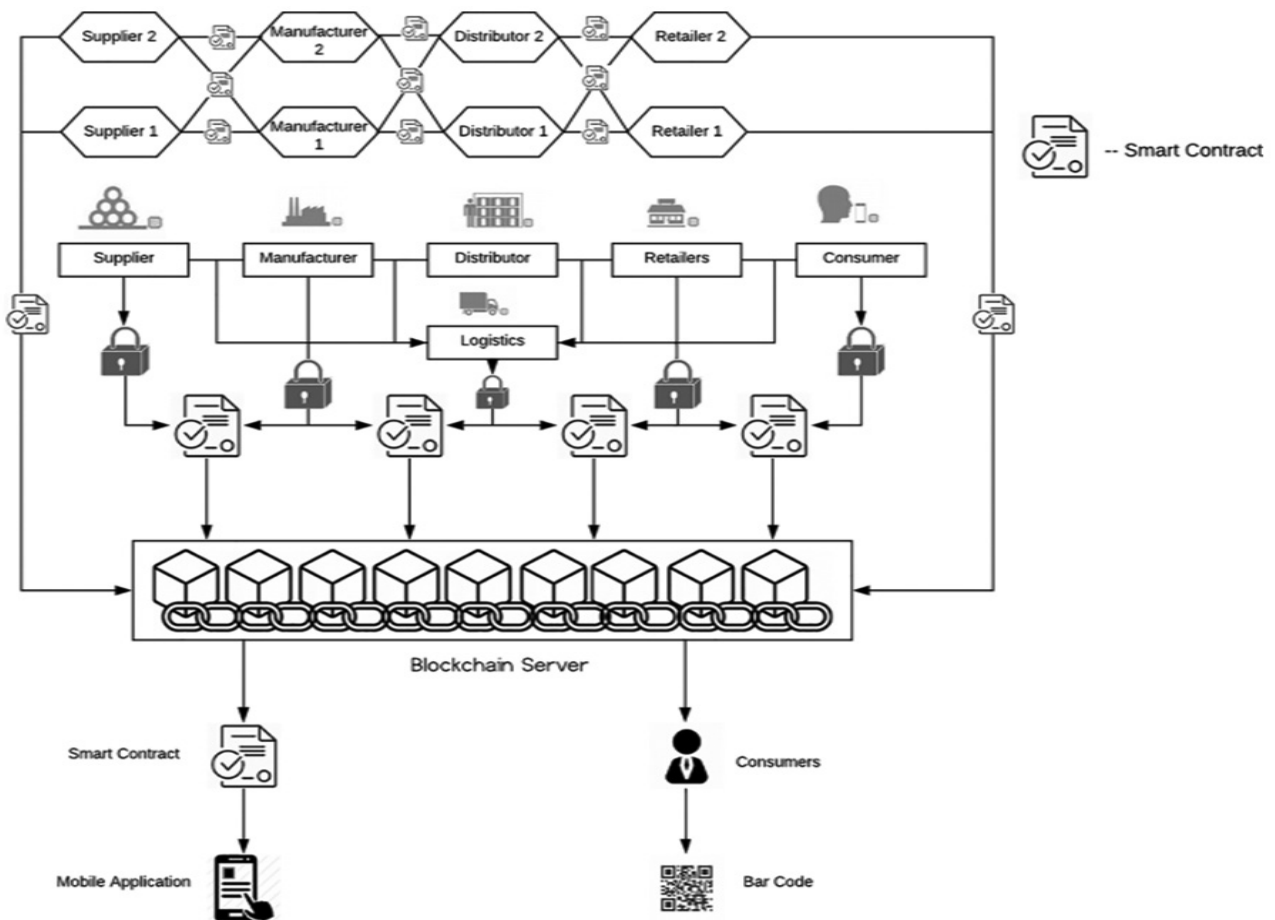 Supplier 2
Manufacturer
2
Distributor 2
Retailer 2
Supplier 1
Manufacturer
1
Distributor 1
Retailer 1
-- Smart Contract
Supplier
Manufacturer
Distributor
Retailers
Consumer
Logistics
Blockchain Server
Smart Contract
Consumers
Mobile Application
Bar Code